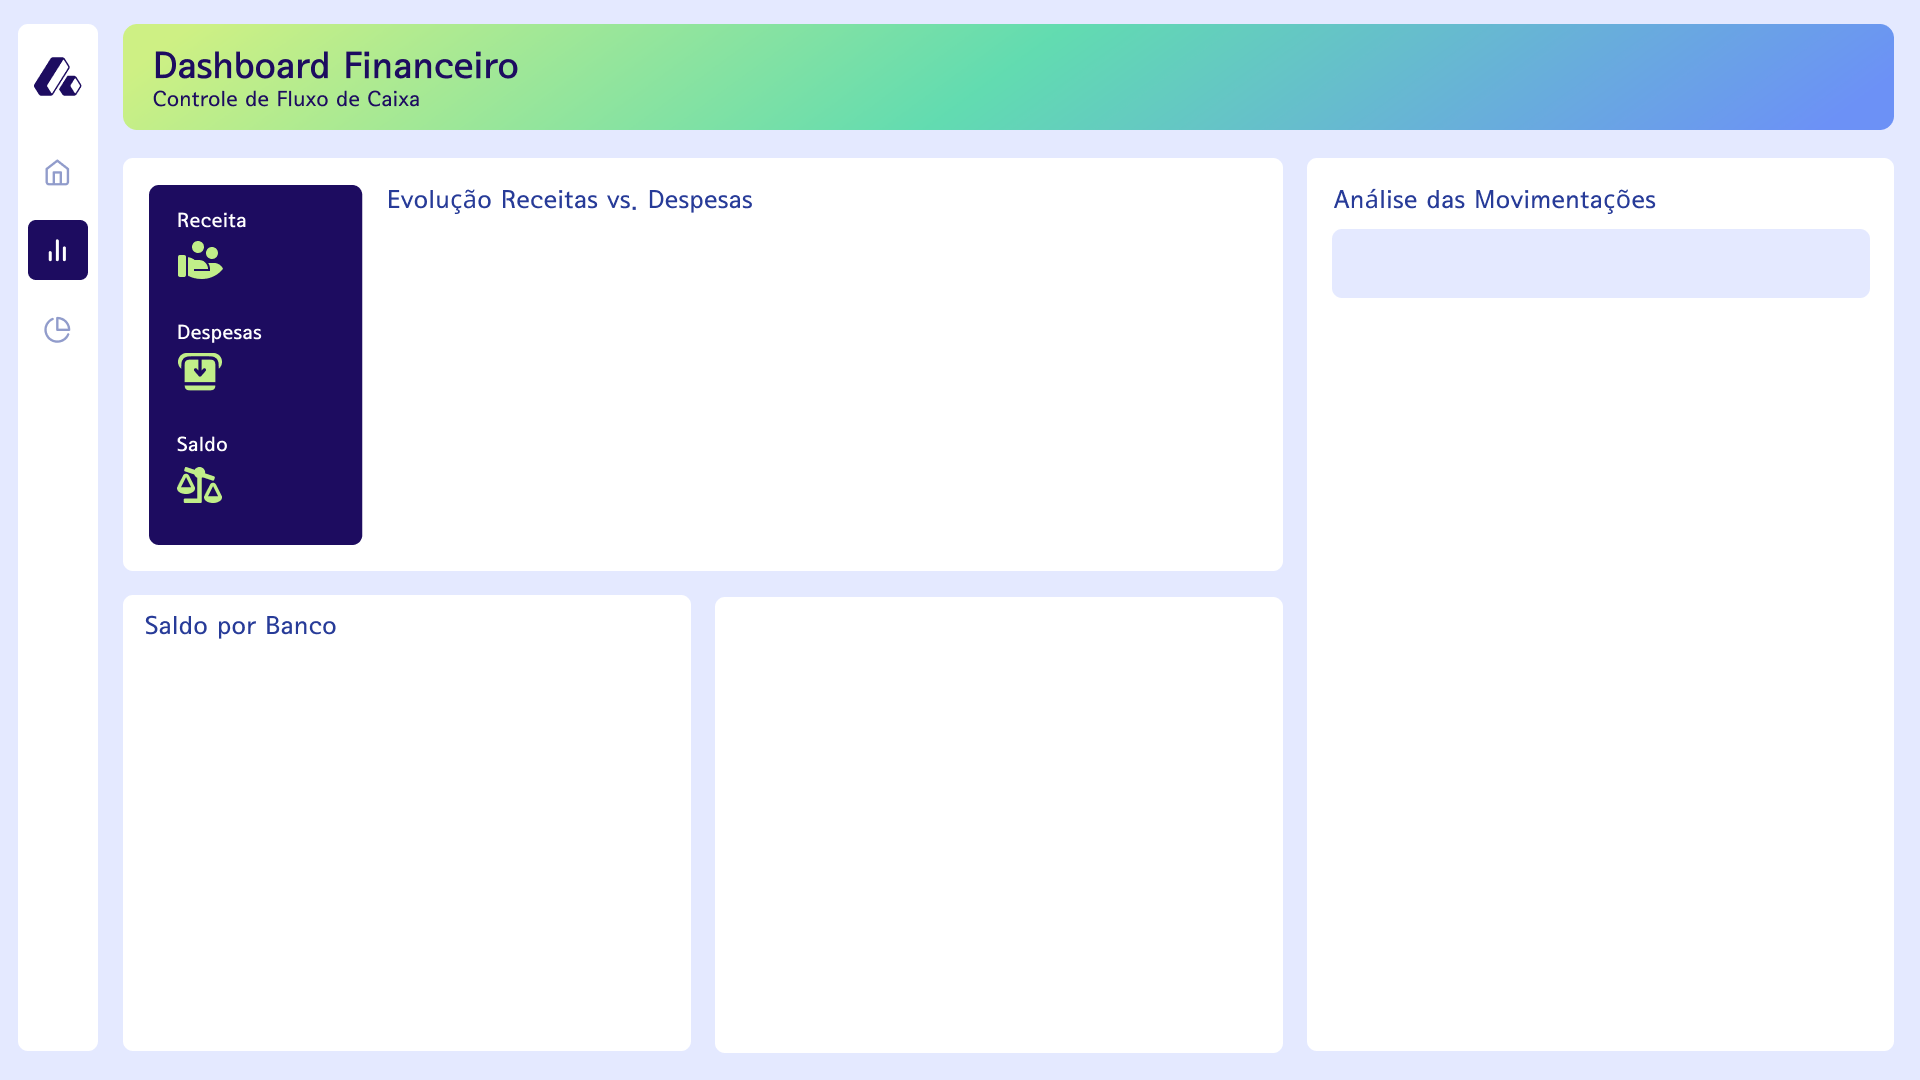 Dashboard Financeiro
Controle de Fluxo de Caixa
Receita
Despesas
Saldo
Evolução Receitas vs. Despesas
Análise das Movimentações
Saldo por Banco